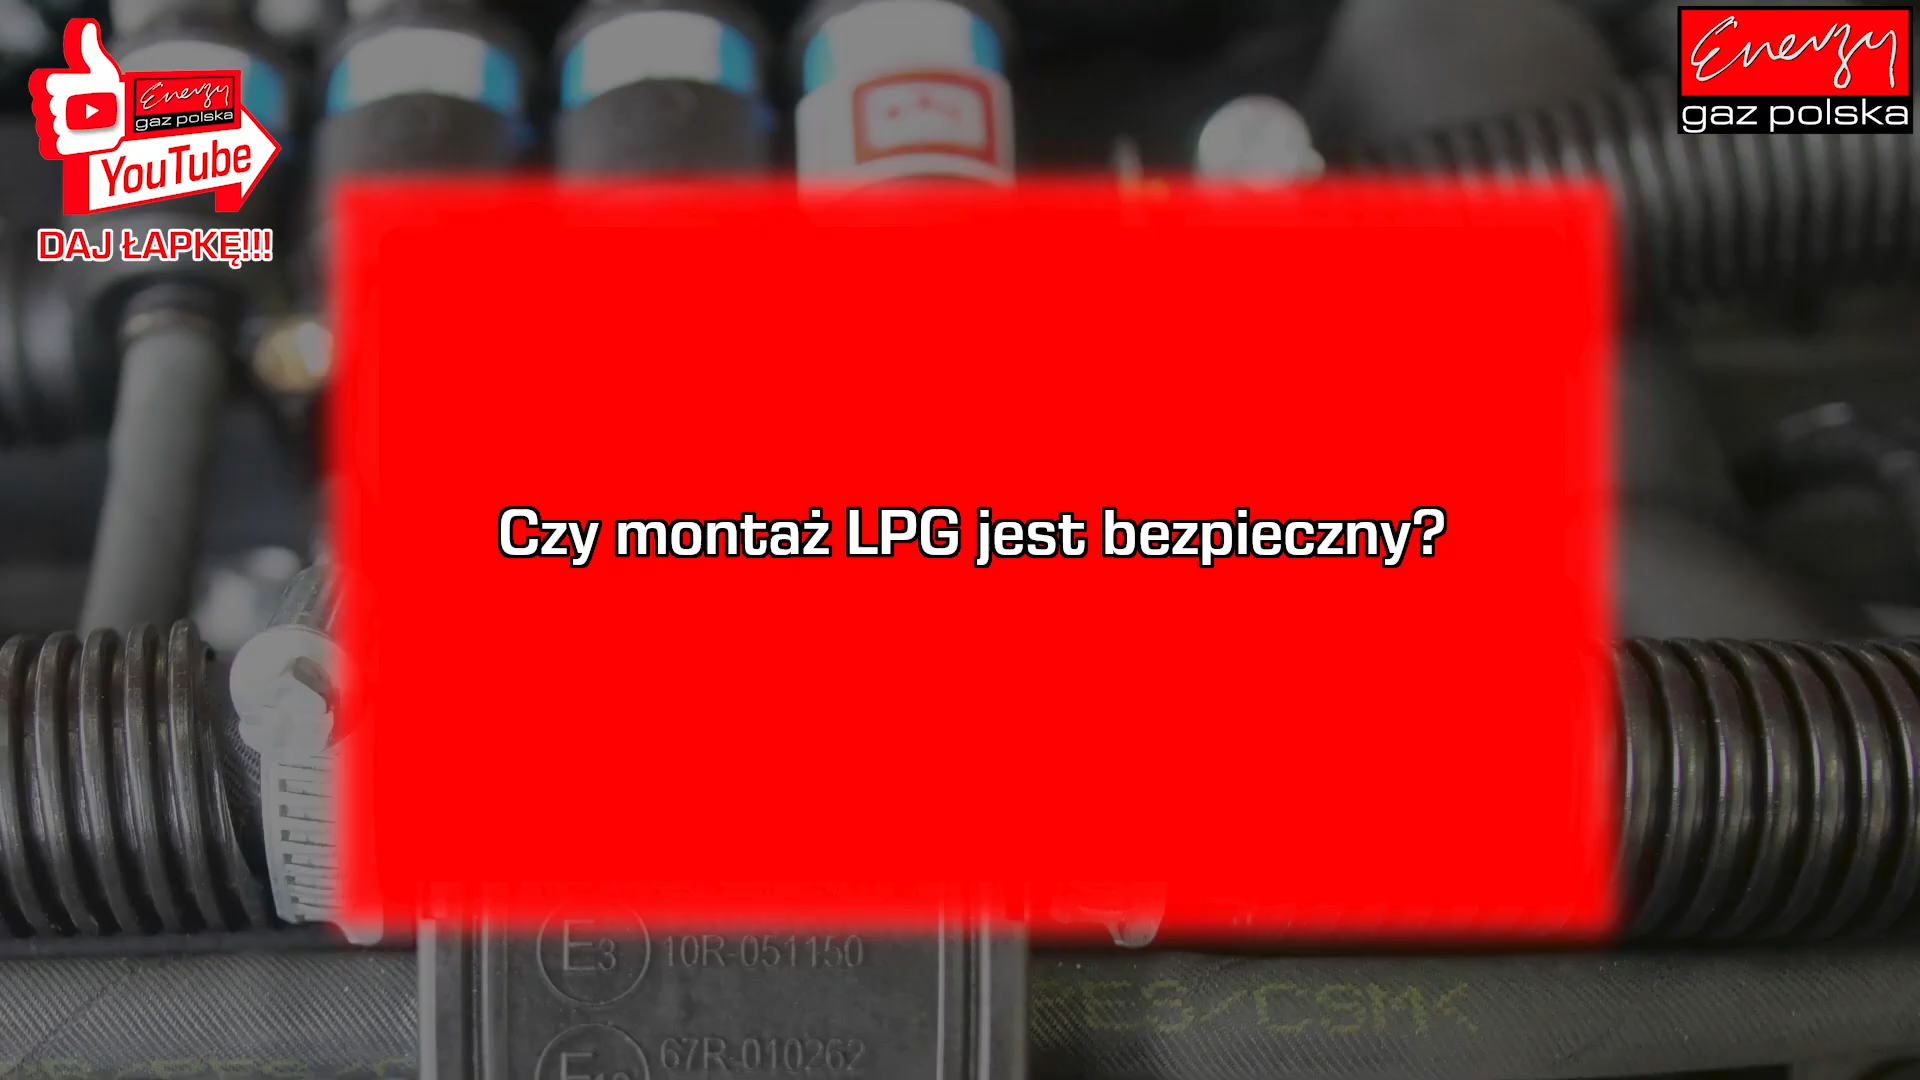 Energy
gaz polska
YouTube
DAJ ŁAPKĘ!!!
Energy
gaz polska
Czy montaż LPG jest bezpieczny?
E3
10R-051150
67R-010262